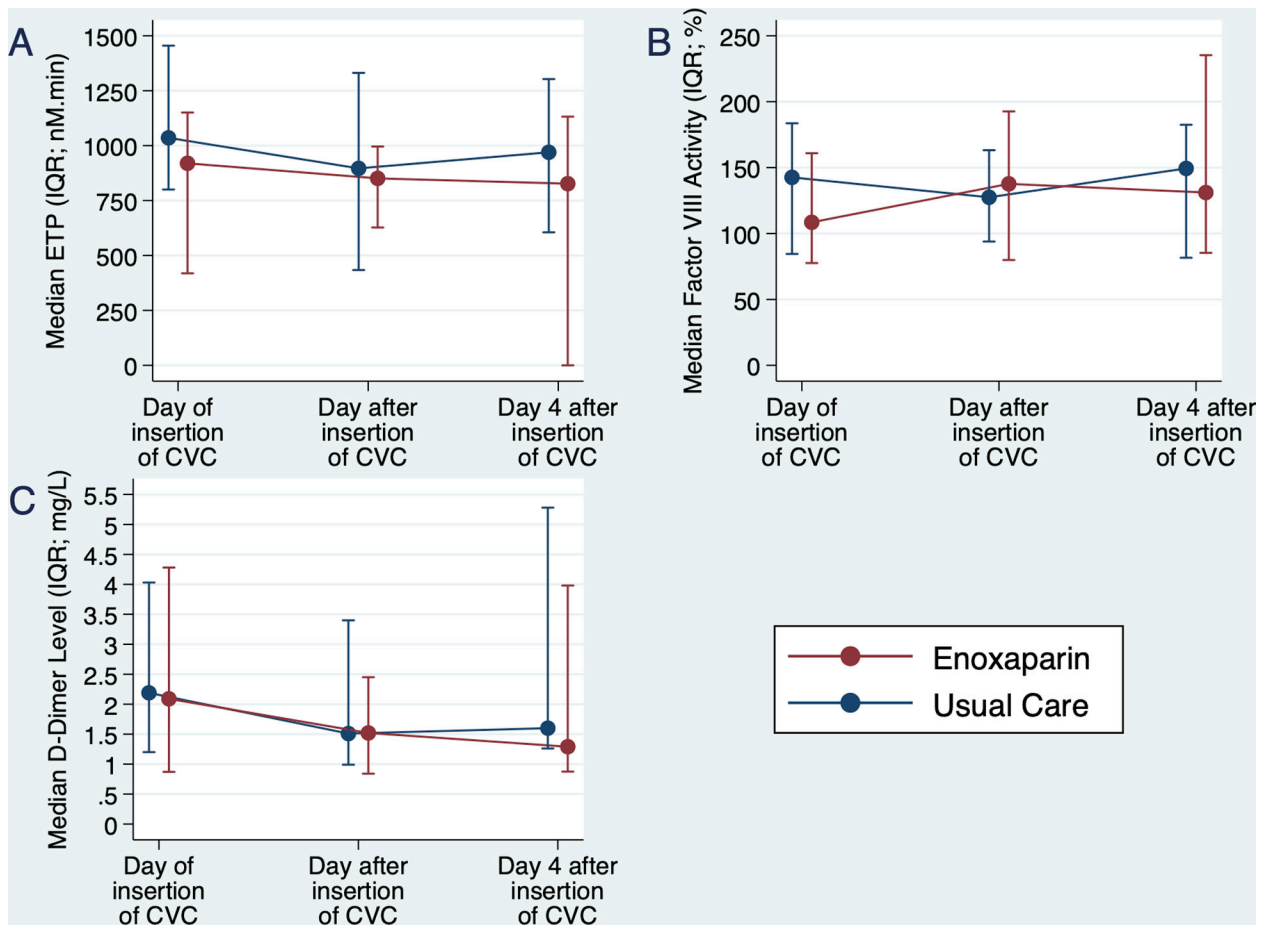 A
Median ETP (IQR; nM.min)
1500
1250
1000
750
500
250
0
Day of
insertion
of CVC
Day after
insertion
of CVC
Day 4 after
insertion
of CVC
B
Median Factor VIII Activity (IQR; %)
250
200
150
100
50
0
Day of
insertion
of CVC
Day after
insertion
of CVC
Day 4 after
insertion
of CVC
C
Median D-Dimer Level (IQR; mg/L)
5.5
5
4.5
4
3.5
3
2.5
2
1.5
1
.5
0
Day of
insertion
of CVC
Day after
insertion
of CVC
Day 4 after
insertion
of CVC
Enoxaparin
Usual Care